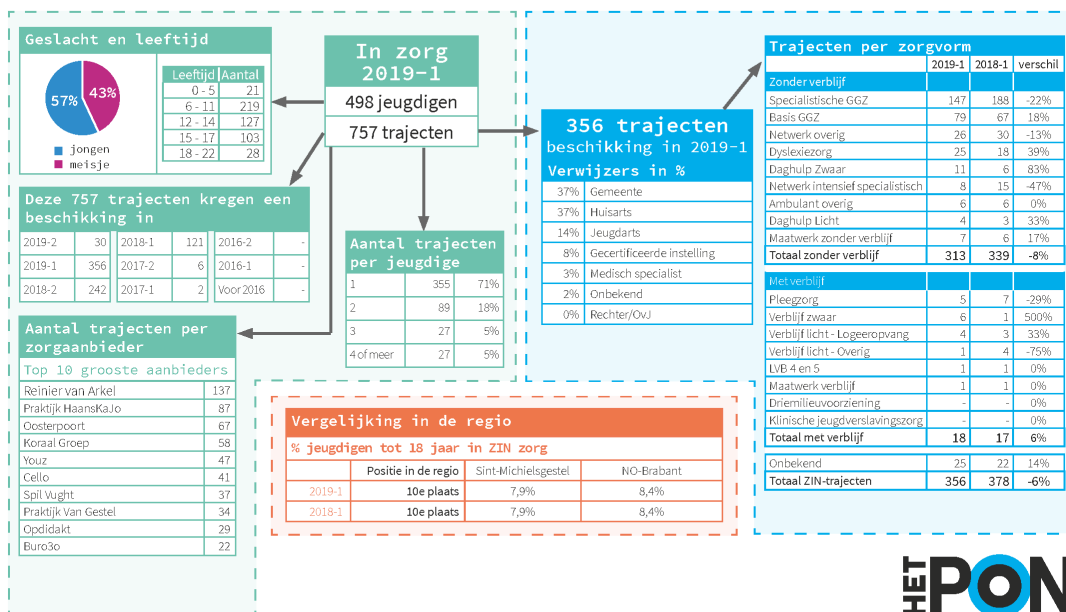 Geslacht en leeftijd
57%
43%
jongen
meisje
Leeftijd Aantal
0 - 5 21
6 - 11 219
12 - 14 127
15 - 17 103
18 - 22 28
In zorg
2019-1
498 jeugdigen
757 trajecten
Deze 757 trajecten kregen een
beschikking in
2019-2 30 2018-1 121 2016-2 -
2019-1 356 2017-2 6 2016-1 -
2018-2 242 2017-1 2 Voor 2016 -
Aantal trajecten
per jeugdige
1 355 71%
2 89 18%
3 27 5%
4 of meer 27 5%
Aantal trajecten per
zorgaanbieder
Top 10 grooste aanbieders
Reinier van Arkel 137
Praktijk HaansKaJo 87
Oosterpoort 67
Koraal Groep 58
Youz 47
Cello 41
Spil Vught 37
Praktijk Van Gestel 34
Opdidakt 29
Buro3o 22
356 trajecten
beschikking in 2019-1
Verwijzers in %
37% Gemeente
37% Huisarts
14% Jeugdarts
8% Gecertificeerde instelling
3% Medisch specialist
2% Onbekend
0% Rechter/OvJ
Vergelijking in de regio
% jeugdigen tot 18 jaar in ZIN zorg
Positie in de regio Sint-Michielsgestel NO-Brabant
2019-1 10e plaats 7,9% 8,4%
2018-1 10e plaats 7,9% 8,4%
Trajecten per zorgvorm
2019-1 2018-1 verschil
Zonder verblijf
Specialistische GGZ 147 188 -22%
Basis GGZ 79 67 18%
Netwerk overig 26 30 -13%
Dyslexiezorg 25 18 39%
Daghulp Zwaar 11 6 83%
Netwerk intensief specialistisch 8 15 -47%
Ambulant overig 6 6 0%
Daghulp Licht 4 3 33%
Maatwerk zonder verblijf 7 6 17%
Totaal zonder verblijf 313 339 -8%
Met verblijf
Pleegzorg 5 7 -29%
Verblijf zwaar 6 1 500%
Verblijf licht - Logeeropvang 4 3 33%
Verblijf licht - Overig 1 4 -75%
LVB 4 en 5 1 1 0%
Maatwerk verblijf 1 1 0%
Driemilieuvoorziening - - 0%
Klinische jeugdverslavingszorg - - 0%
Totaal met verblijf 18 17 6%
Onbekend 25 22 14%
Totaal ZIN-trajecten 356 378 -6%
HET PON